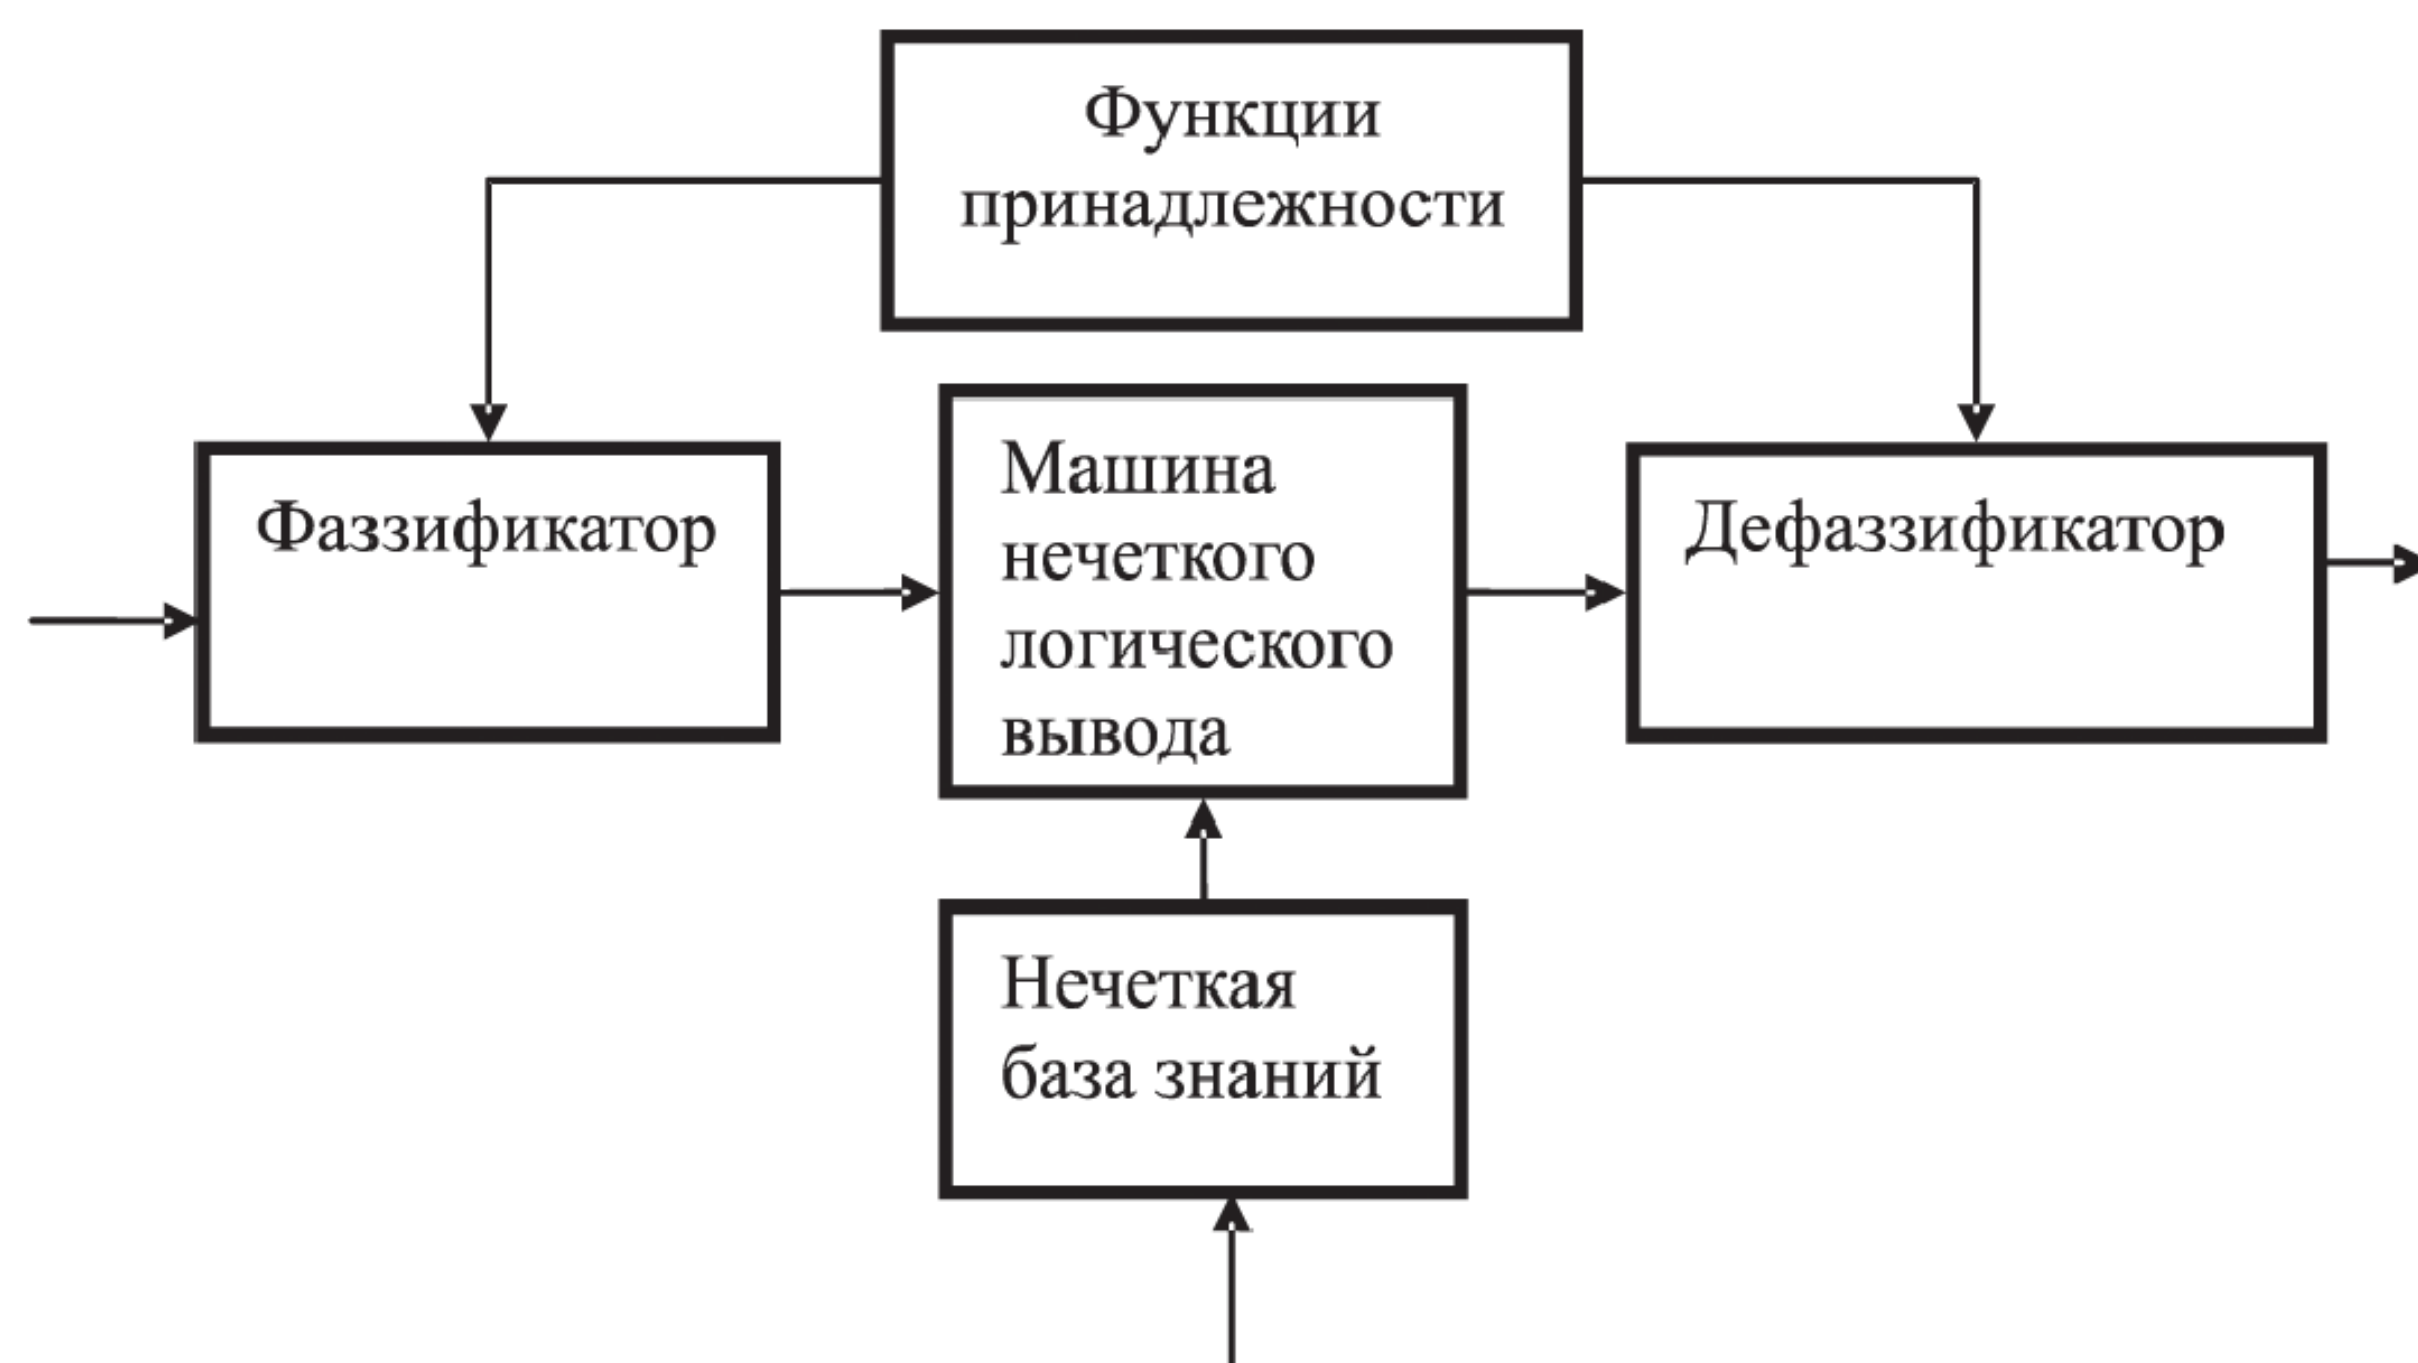 Функции
принадлежности
Фаззификатор
Машина
нечеткого
логического
вывода
Дефаззификатор
Нечеткая
база знаний